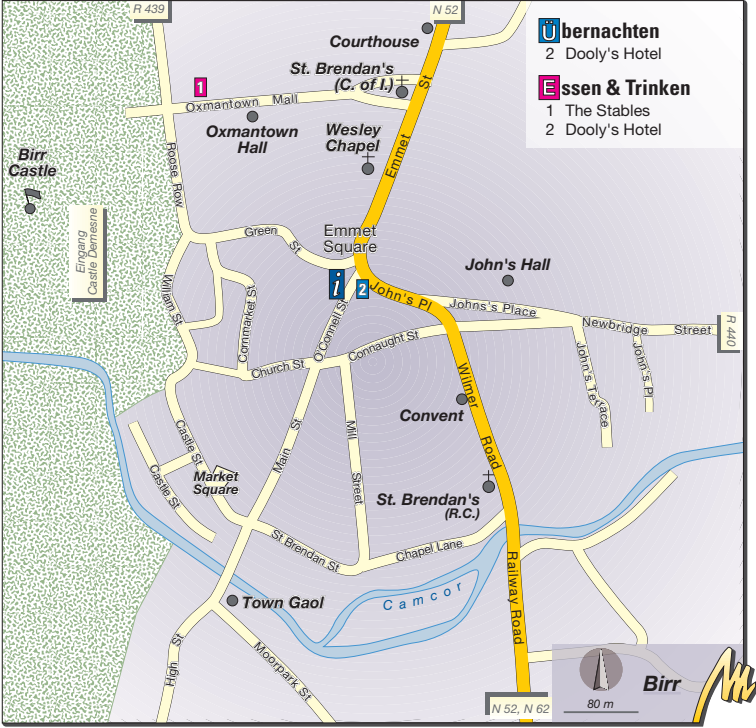 R 439
N 52
Übernachten
2 Dooly's Hotel
Essen & Trinken
1 The Stables
2 Dooly's Hotel
Courthouse
St. Brendan's
(C. of I.)
1
Oxmantown Mall
Oxmantown
Hall
Wesley
Chapel
Emmet St
Birr
Castle
Eingang
Castle Demesne
Roose Row
Green St
Emmet
Square
i
2
John's Hall
John's Pl
Johns's Place
Newbridge Street
R 440
William St
Connmarket St
O'Connell St
Connaught St
Church St
John's Terrace
John's Pl
Wilmer Road
Convent
Castle St
Castle St
Market
Square
Main St
Mill Street
St. Brendan's
(R.C.)
St Brendan St
Chapel Lane
Camcor
Town Gaol
Railway Road
High St
Moorpark St
N 52, N 62
80 m
Birr